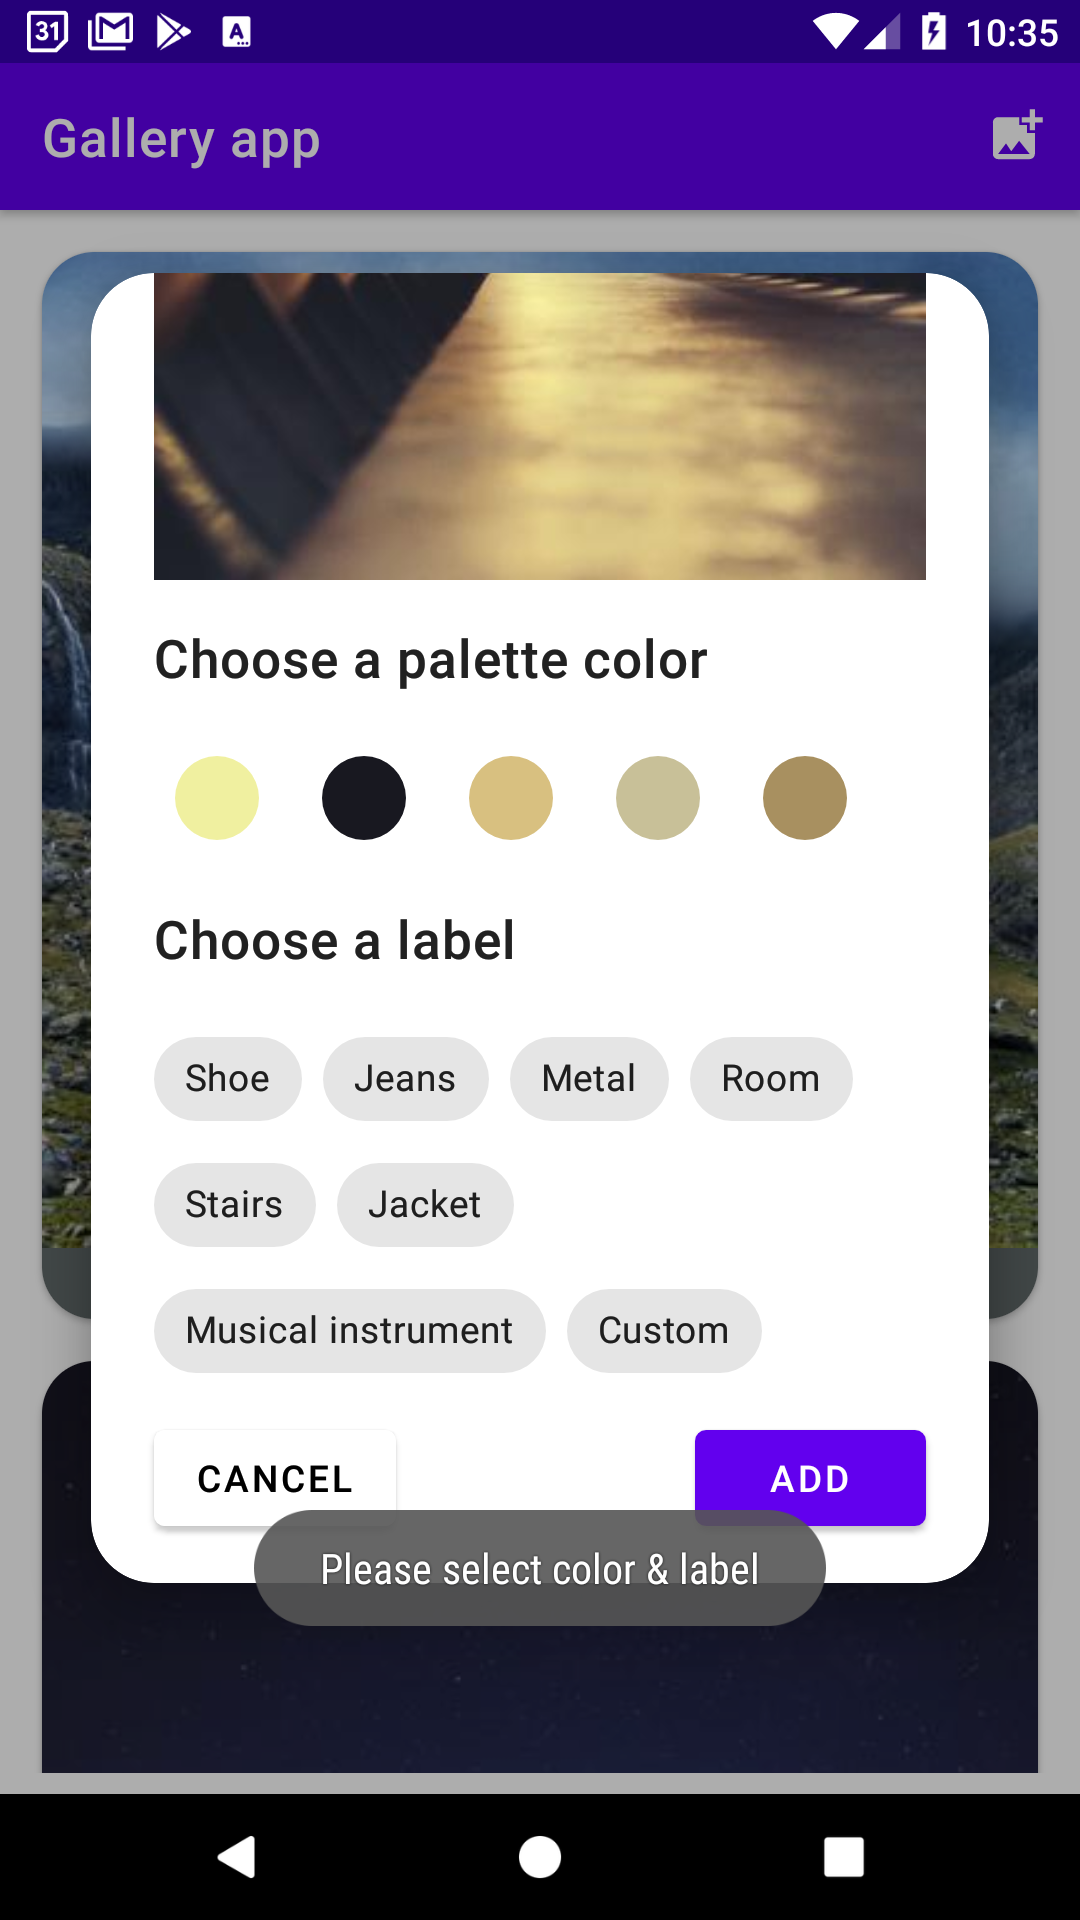 31 A 10:35
Gallery app
Choose a palette color
Choose a label
Shoe Jeans Metal Room
Stairs Jacket
Musical instrument Custom
CANCEL ADD
Please select color & label